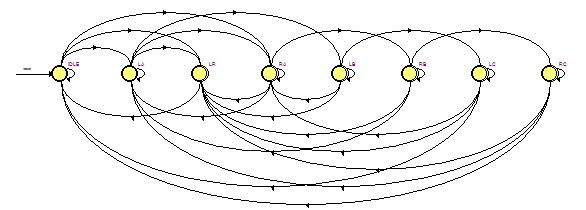 IDLE LA LR RA LB RB LC RC